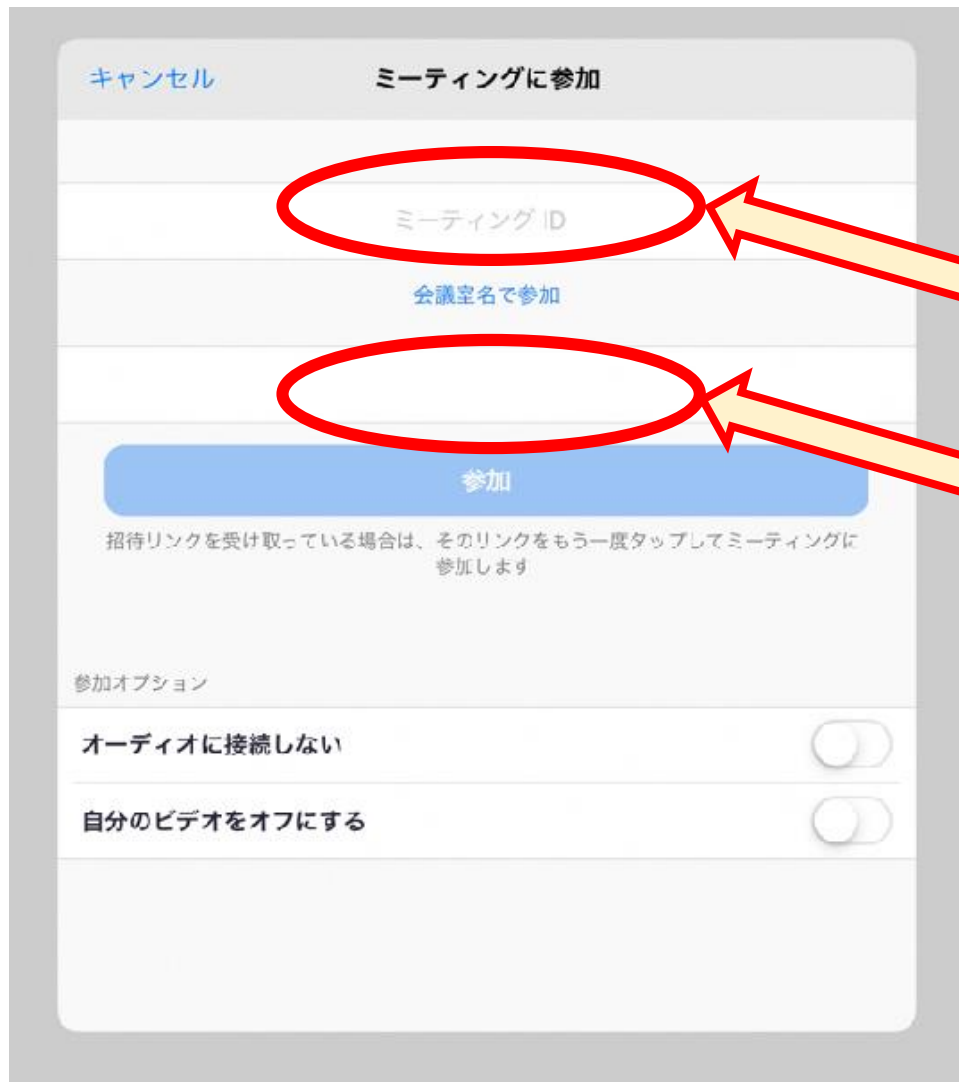 キャンセル
ミーティングに参加
ミーティング ID
会議室名で参加
参加
招待リンクを受け取っている場合は、そのリンクをもう一度タップしてミーティングに
参加します
参加オプション
オーディオに接続しない
自分のビデオをオフにする